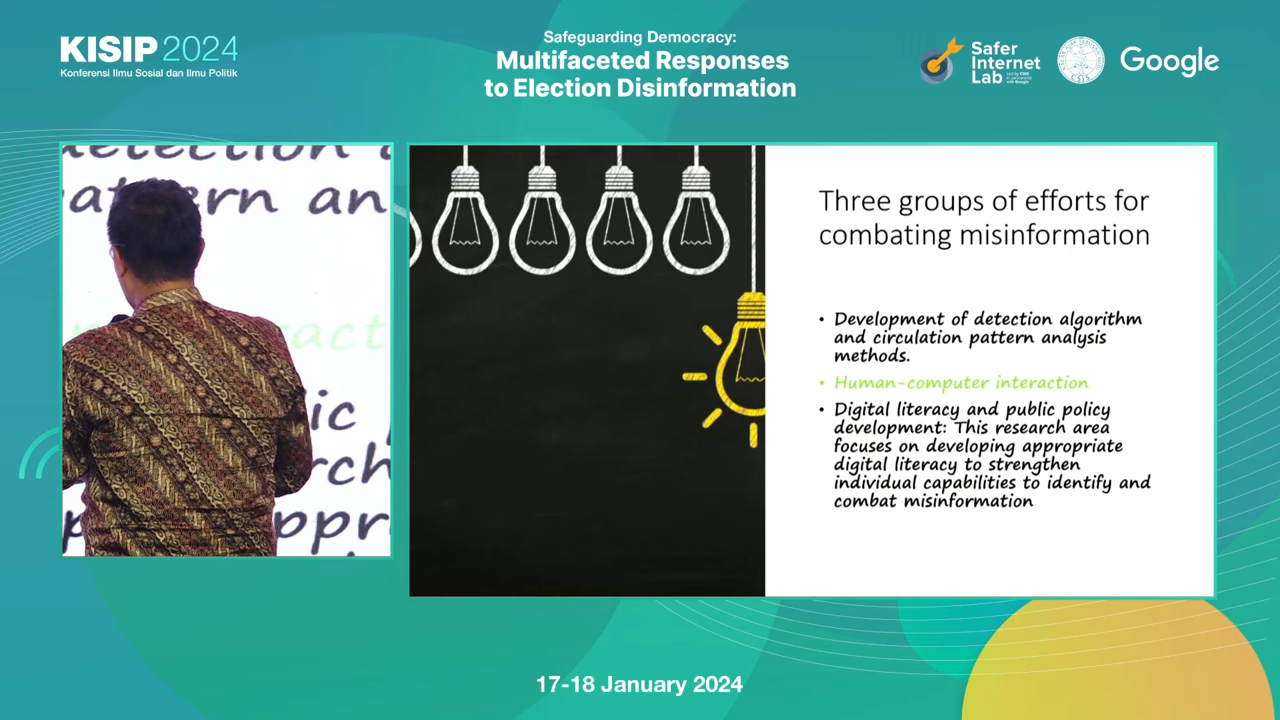 KISIP 2024
Konferensi Ilmu Sosial dan Ilmu Politik
Safeguarding Democracy:
Multifaceted Responses
to Election Disinformation
Safer
Internet
Lab
CSIS
Google
Three groups of efforts for
combating misinformation
• Development of detection algorithm
and circulation pattern analysis
methods.
• Human-computer interaction
• Digital literacy and public policy
development: This research area
focuses on developing appropriate
digital literacy to strengthen
individual capabilities to identify and
combat misinformation
17-18 January 2024